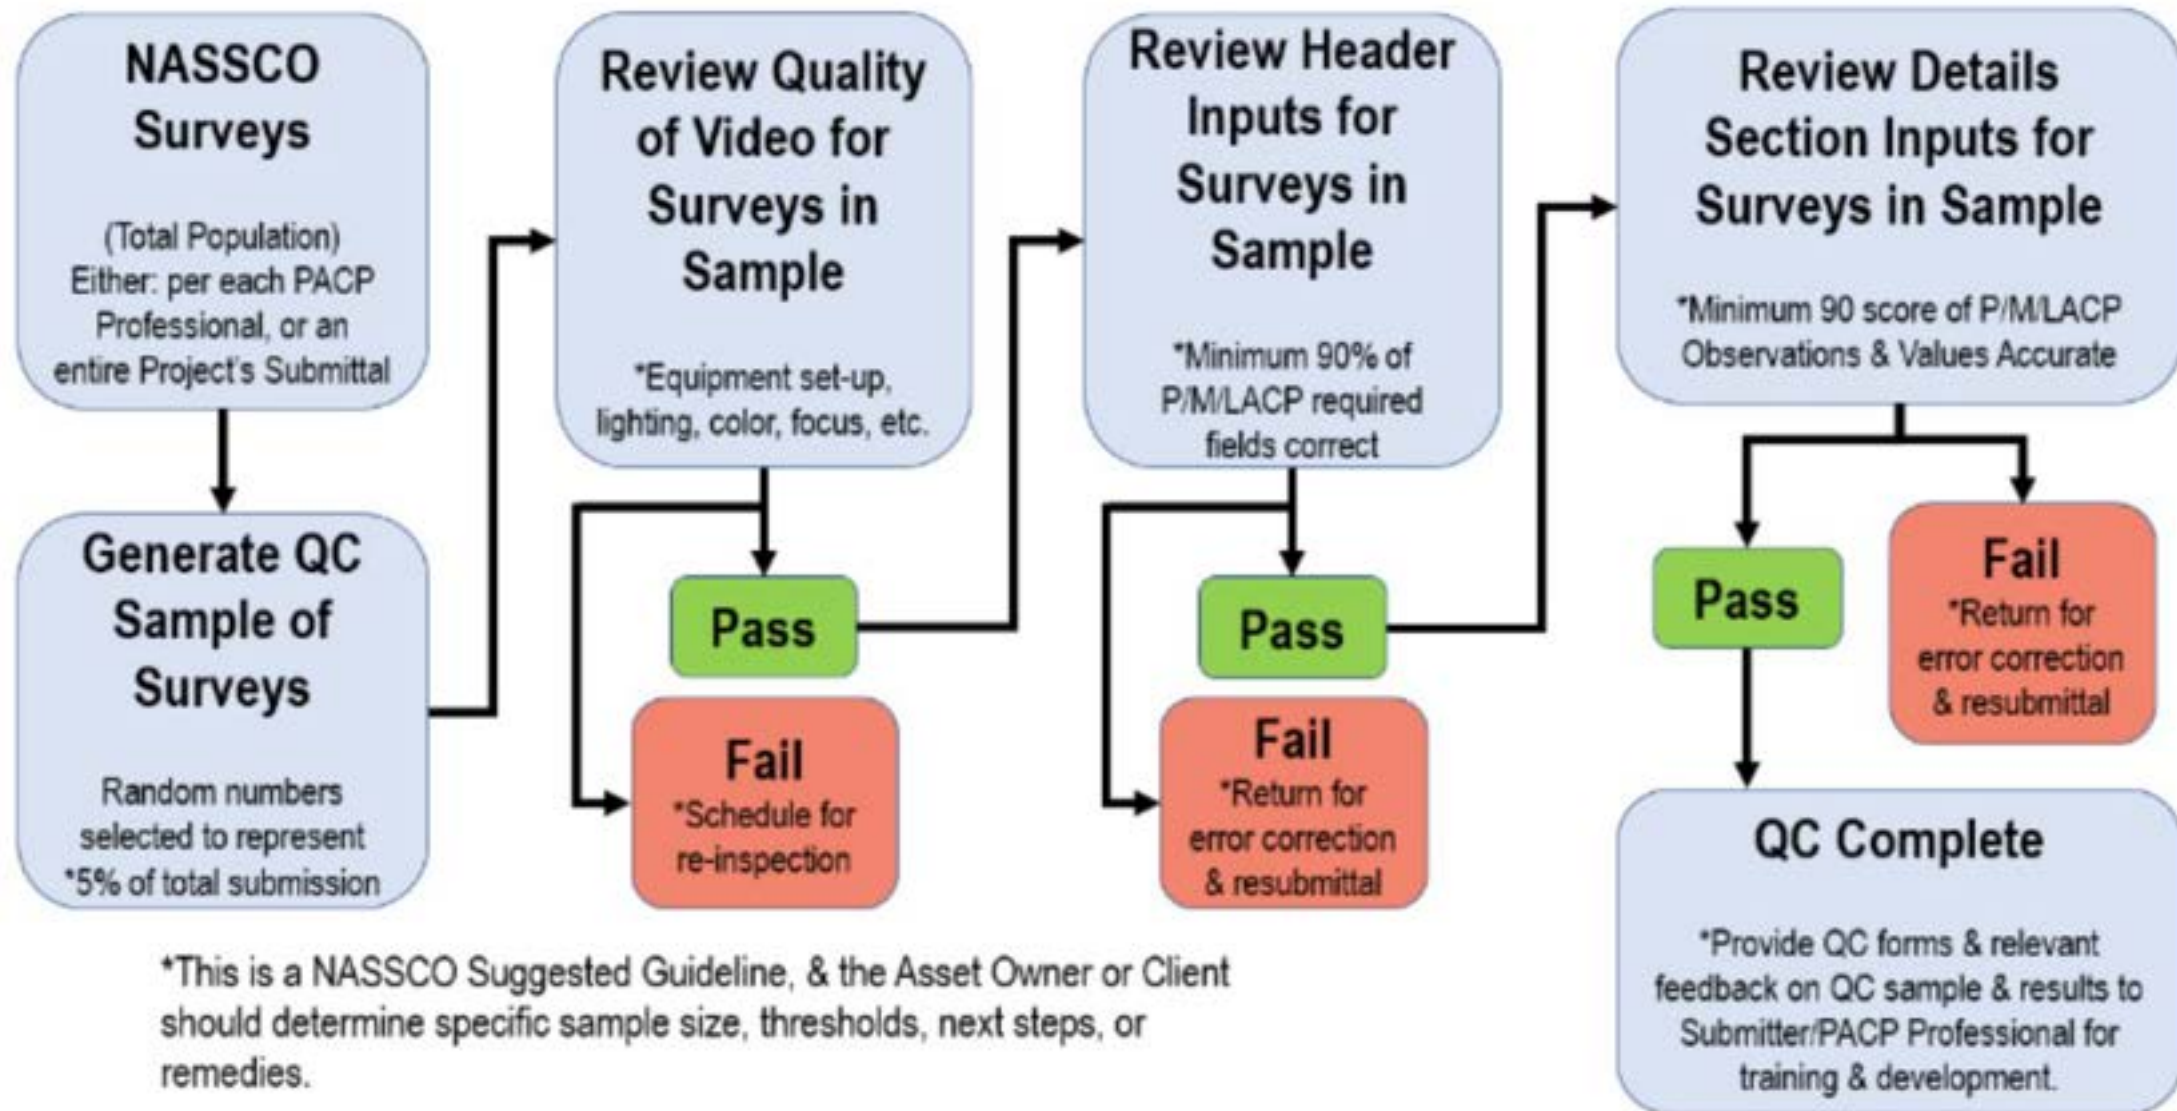 NASSCO
Surveys
(Total Population)
Either: per each PACP
Professional, or an
entire Project's Submittal
Generate QC
Sample of
Surveys
Random numbers
selected to represent
*5% of total submission
Review Quality
of Video for
Surveys in
Sample
*Equipment set-up,
lighting, color, focus, etc.
Pass
Fail
*Schedule for
re-inspection
Review Header
Inputs for
Surveys in
Sample
*Minimum 90% of
P/M/LACP required
fields correct
Pass
Fail
*Return for
error correction
& resubmittal
Review Details
Section Inputs for
Surveys in Sample
*Minimum 90 score of P/M/LACP
Observations & Values Accurate
Pass
Fail
*Return for
error correction
& resubmittal
QC Complete
*Provide QC forms & relevant
feedback on QC sample & results to
Submitter/PACP Professional for
training & development.
*This is a NASSCO Suggested Guideline, & the Asset Owner or Client
should determine specific sample size, thresholds, next steps, or
remedies.